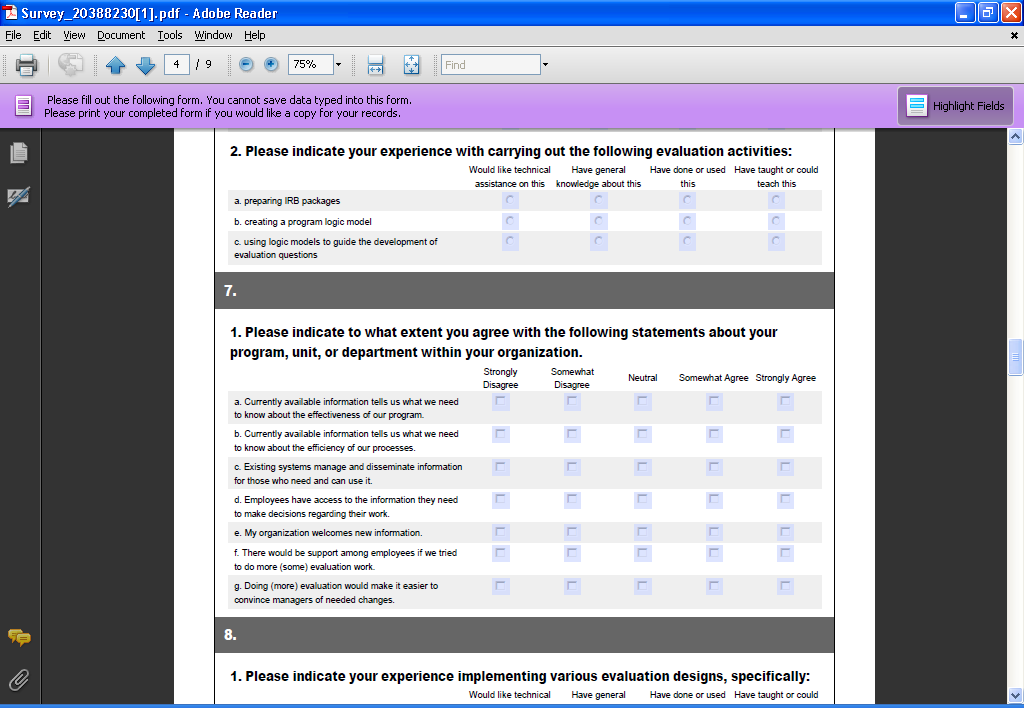 Survey_20388230[1].pdf - Adobe Reader
File Edit View Document Tools Window Help
4 / 9 75% Find
Please fill out the following form. You cannot save data typed into this form.
Please print your completed form if you would like a copy for your records.
Highlight Fields
2. Please indicate your experience with carrying out the following evaluation activities:
Would like technical Have general Have done or used Have taught or could
assistance on this knowledge about this this teach this
a. preparing IRB packages
b. creating a program logic model
c. using logic models to guide the development of
evaluation questions
7.
1. Please indicate to what extent you agree with the following statements about your
program, unit, or department within your organization.
Strongly Somewhat
Disagree Disagree Neutral Somewhat Agree Strongly Agree
a. Currently available information tells us what we need
to know about the effectiveness of our program.
b. Currently available information tells us what we need
to know about the efficiency of our processes.
c. Existing systems manage and disseminate information
for those who need and can use it.
d. Employees have access to the information they need
to make decisions regarding their work.
e. My organization welcomes new information.
f. There would be support among employees if we tried
to do more (some) evaluation work.
g. Doing (more) evaluation would make it easier to
convince managers of needed changes.
8.
1. Please indicate your experience implementing various evaluation designs, specifically:
Would like technical Have general Have done or used Have taught or could